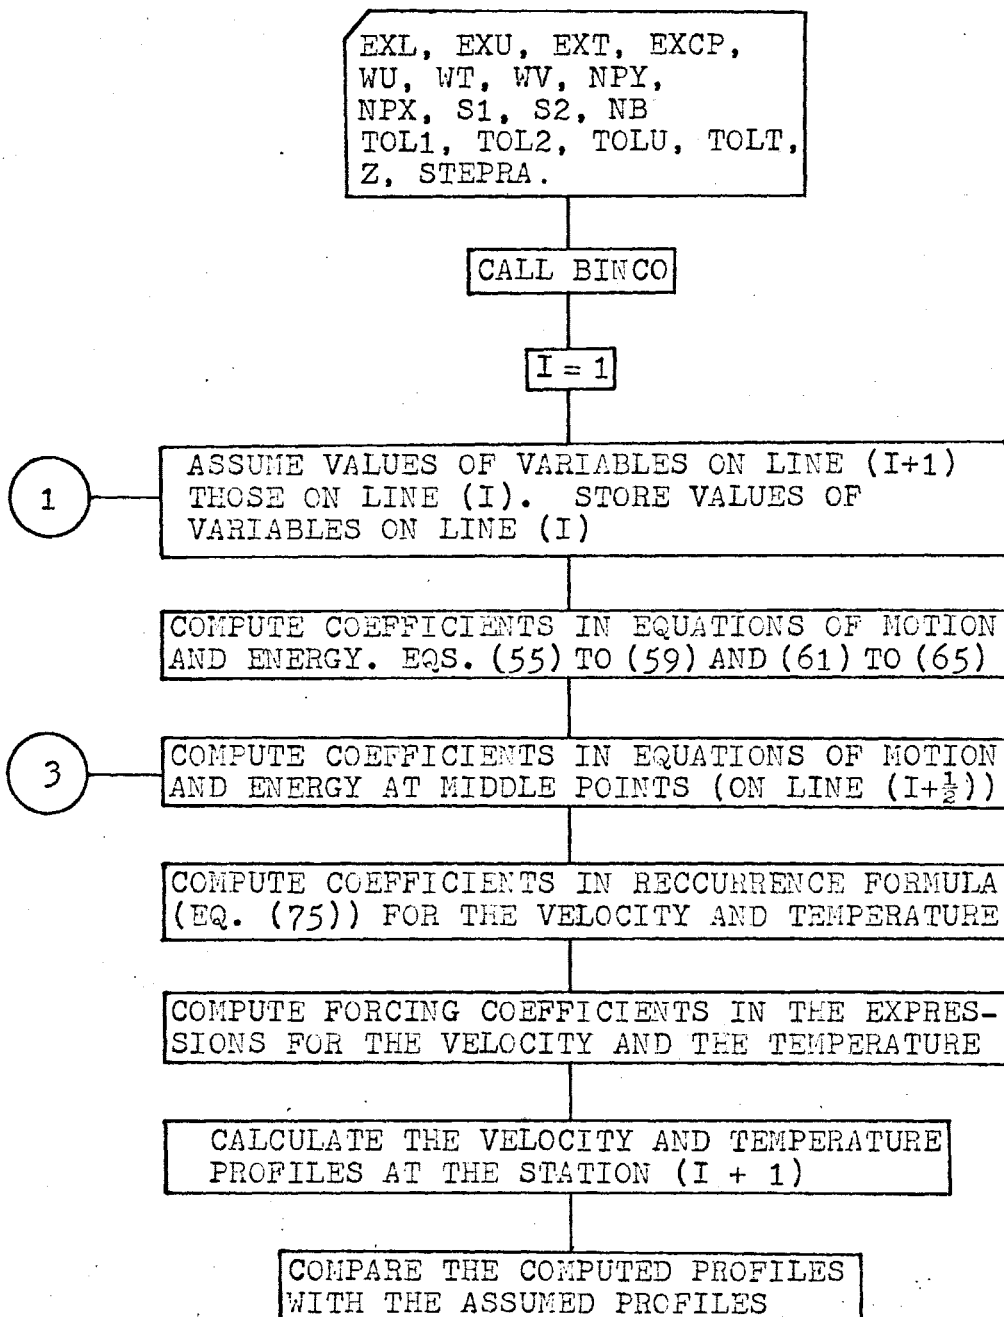 EXL, EXU, EXT, EXCP,
WU, WT, WV, NPY,
NPX, S1, S2, NB
TOL1, TOL2, TOLU, TOLT,
Z, STEPRA.
CALL BINCO
I = 1
1
ASSUME VALUES OF VARIABLES ON LINE (I+1)
THOSE ON LINE (I). STORE VALUES OF
VARIABLES ON LINE (I)
COMPUTE COEFFICIENTS IN EQUATIONS OF MOTION
AND ENERGY. EQS. (55) TO (59) AND (61) TO (65)
3
COMPUTE COEFFICIENTS IN EQUATIONS OF MOTION
AND ENERGY AT MIDDLE POINTS (ON LINE (I+½))
COMPUTE COEFFICIENTS IN RECCURRENCE FORMULA
(EQ. (75)) FOR THE VELOCITY AND TEMPERATURE
COMPUTE FORCING COEFFICIENTS IN THE EXPRES-
SIONS FOR THE VELOCITY AND THE TEMPERATURE
CALCULATE THE VELOCITY AND TEMPERATURE
PROFILES AT THE STATION (I + 1)
COMPARE THE COMPUTED PROFILES
WITH THE ASSUMED PROFILES